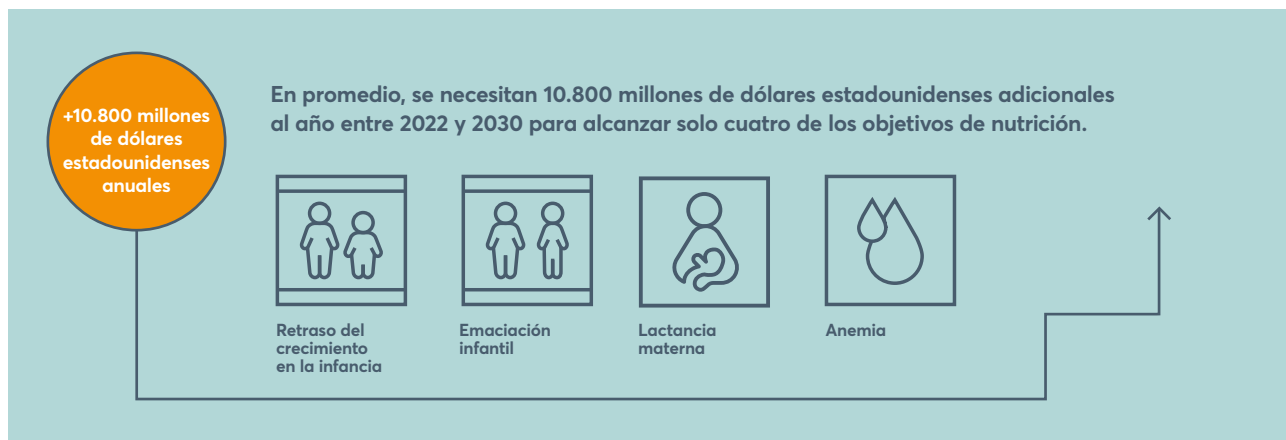 +10.800 millones
de dólares
estadounidenses
anuales
En promedio, se necesitan 10.800 millones de dólares estadounidenses adicionales
al año entre 2022 y 2030 para alcanzar solo cuatro de los objetivos de nutrición.
Retraso del
crecimiento
en la infancia
Emaciación
infantil
Lactancia
materna
Anemia